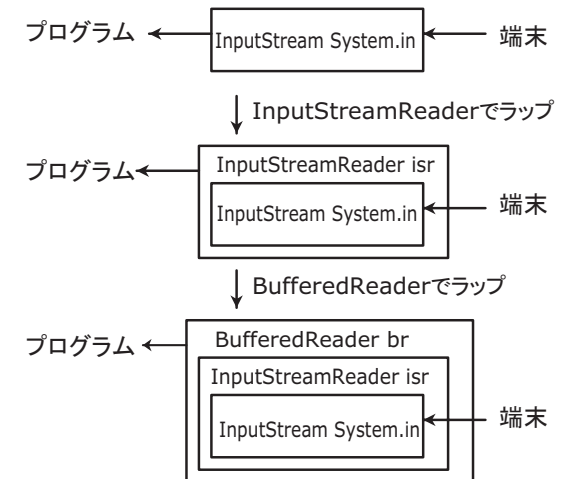 プログラム InputStream System.in 端末
InputStreamReaderでラップ
InputStreamReader isr
プログラム
InputStream System.in 端末
BufferedReaderでラップ
BufferedReader br
プログラム
InputStreamReader isr
InputStream System.in 端末